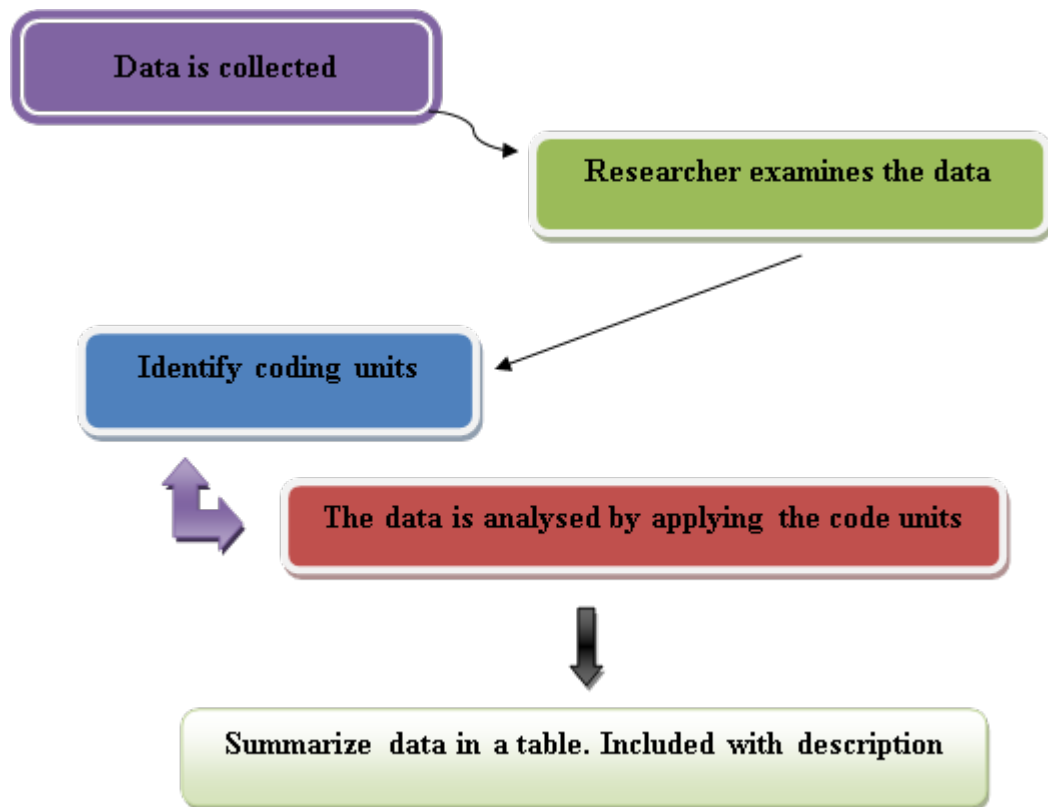 Data is collected
Researcher examines the data
Identify coding units
The data is analysed by applying the code units
Summarize data in a table. Included with description